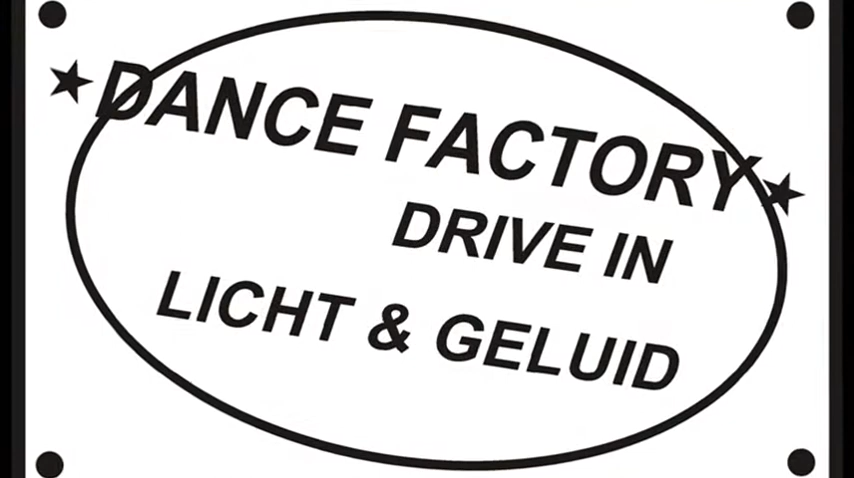 ★DANCE FACTORY★
DRIVE IN
LICHT & GELUID